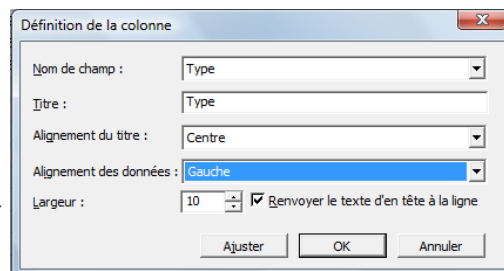 Définition de la colonne
Nom de champ : Type
Titre : Type
Alignement du titre : Centre
Alignement des données : Gauche
Largeur : 10 Renvoyer le texte d'en tête à la ligne
Ajuster OK Annuler